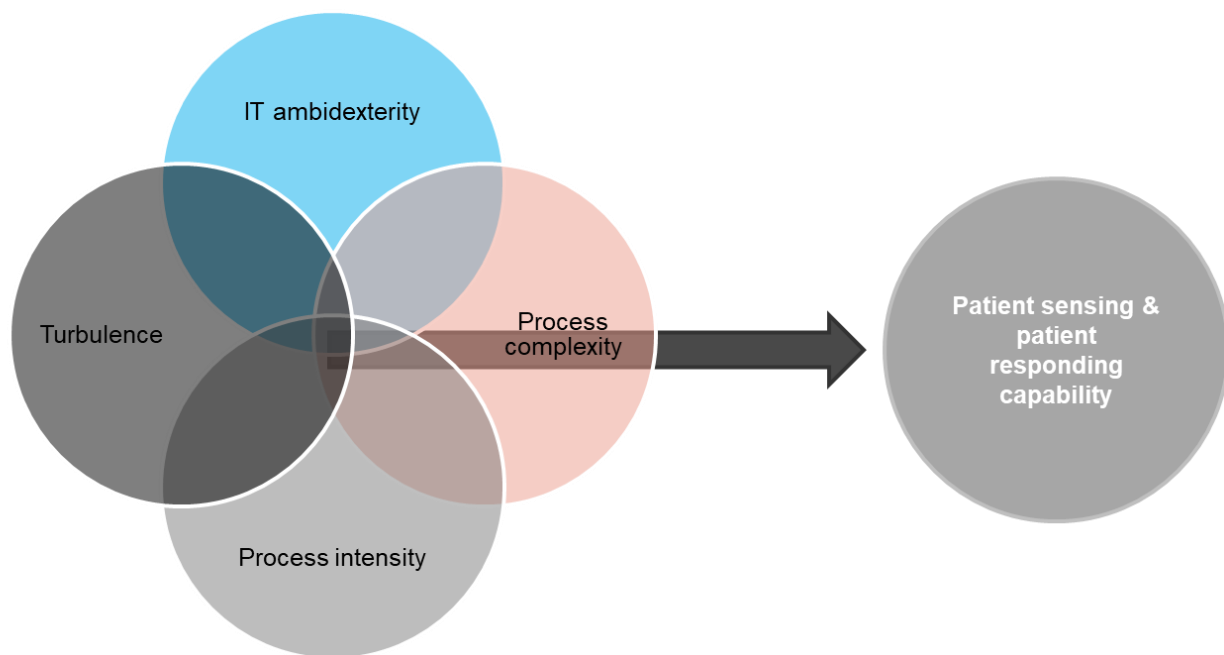 IT ambidexterity
Turbulence
Process
complexity
Process intensity
Patient sensing &
patient
responding
capability